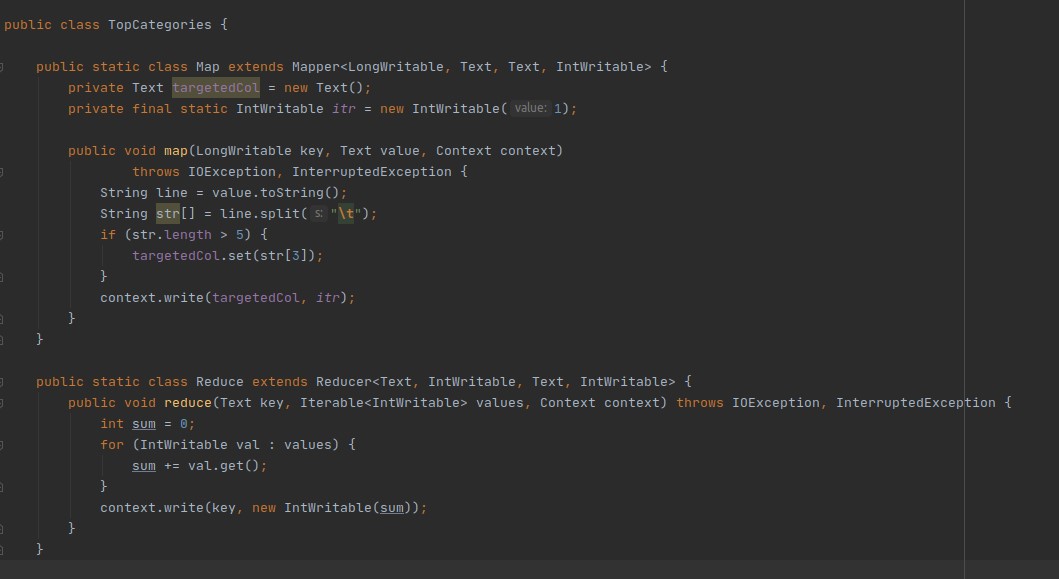 public class TopCategories {
public static class Map extends Mapper<LongWritable, Text, Text, IntWritable> {
private Text targetedCol = new Text();
private final static IntWritable itr = new IntWritable( value: 1);
public void map(LongWritable key, Text value, Context context)
throws IOException, InterruptedException {
String line = value.toString();
String str[] = line.split( s: "\t");
if (str.length > 5) {
targetedCol.set(str[3]);
}
context.write(targetedCol, itr);
}
}
public static class Reduce extends Reducer<Text, IntWritable, Text, IntWritable> {
public void reduce(Text key, Iterable<IntWritable> values, Context context) throws IOException, InterruptedException {
int sum = 0;
for (IntWritable val : values) {
sum += val.get();
}
context.write(key, new IntWritable(sum));
}
}